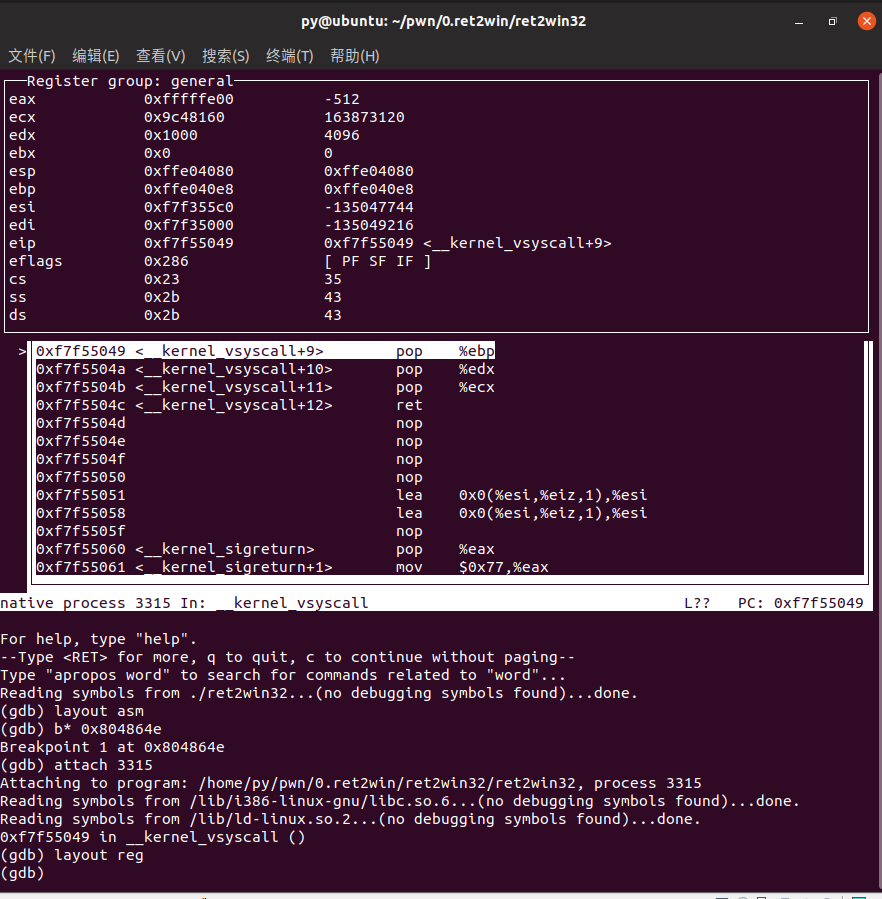 py@ubuntu: ~/pwn/0.ret2win/ret2win32
文件(F) 编辑(E) 查看(V) 搜索(S) 终端(T) 帮助(H)
Register group: general
eax 0xfffffe00 -512
ecx 0x9c48160 163873120
edx 0x1000 4096
ebx 0x0 0
esp 0xffe04080 0xffe04080
ebp 0xffe040e8 0xffe040e8
esi 0xf7f355c0 -135047744
edi 0xf7f35000 -135049216
eip 0xf7f55049 0xf7f55049 <__kernel_vsyscall+9>
eflags 0x286 [ PF SF IF ]
cs 0x23 35
ss 0x2b 43
ds 0x2b 43
>0xf7f55049 <__kernel_vsyscall+9> pop %ebp
0xf7f5504a <__kernel_vsyscall+10> pop %edx
0xf7f5504b <__kernel_vsyscall+11> pop %ecx
0xf7f5504c <__kernel_vsyscall+12> ret
0xf7f5504d nop
0xf7f5504e nop
0xf7f5504f nop
0xf7f55050 nop
0xf7f55051 lea 0x0(%esi,%eiz,1),%esi
0xf7f55058 lea 0x0(%esi,%eiz,1),%esi
0xf7f5505f nop
0xf7f55060 <__kernel_sigreturn> pop %eax
0xf7f55061 <__kernel_sigreturn+1> mov $0x77,%eax
native process 3315 In: __kernel_vsyscall L?? PC: 0xf7f55049
For help, type "help".
--Type <RET> for more, q to quit, c to continue without paging--
Type "apropos word" to search for commands related to "word"...
Reading symbols from ./ret2win32...(no debugging symbols found)...done.
(gdb) layout asm
(gdb) b* 0x804864e
Breakpoint 1 at 0x804864e
(gdb) attach 3315
Attaching to program: /home/py/pwn/0.ret2win/ret2win32/ret2win32, process 3315
Reading symbols from /lib/i386-linux-gnu/libc.so.6...(no debugging symbols found)...done.
Reading symbols from /lib/ld-linux.so.2...(no debugging symbols found)...done.
0xf7f55049 in __kernel_vsyscall ()
(gdb) layout reg
(gdb)